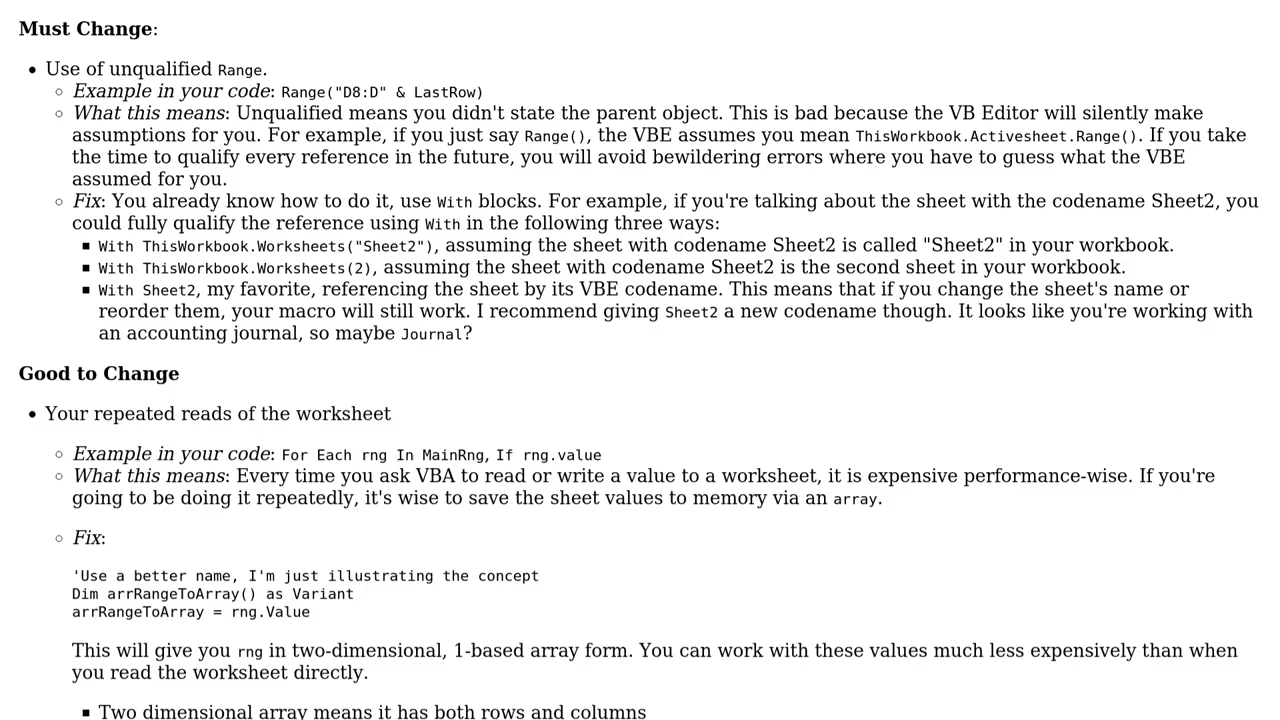 Must Change:
• Use of unqualified Range.
◦ Example in your code: Range("D8:D" & LastRow)
◦ What this means: Unqualified means you didn't state the parent object. This is bad because the VB Editor will silently make
assumptions for you. For example, if you just say Range(), the VBE assumes you mean ThisWorkbook.Activesheet.Range(). If you take
the time to qualify every reference in the future, you will avoid bewildering errors where you have to guess what the VBE
assumed for you.
◦ Fix: You already know how to do it, use With blocks. For example, if you're talking about the sheet with the codename Sheet2, you
could fully qualify the reference using With in the following three ways:
▪ With ThisWorkbook.Worksheets("Sheet2"), assuming the sheet with codename Sheet2 is called "Sheet2" in your workbook.
▪ With ThisWorkbook.Worksheets(2), assuming the sheet with codename Sheet2 is the second sheet in your workbook.
▪ With Sheet2, my favorite, referencing the sheet by its VBE codename. This means that if you change the sheet's name or
reorder them, your macro will still work. I recommend giving Sheet2 a new codename though. It looks like you're working with
an accounting journal, so maybe Journal?
Good to Change
• Your repeated reads of the worksheet
◦ Example in your code: For Each rng In MainRng, If rng.value
◦ What this means: Every time you ask VBA to read or write a value to a worksheet, it is expensive performance-wise. If you're
going to be doing it repeatedly, it's wise to save the sheet values to memory via an array.
◦ Fix:
'Use a better name, I'm just illustrating the concept
Dim arrRangeToArray() as Variant
arrRangeToArray = rng.Value
This will give you rng in two-dimensional, 1-based array form. You can work with these values much less expensively than when
you read the worksheet directly.
▪ Two dimensional array means it has both rows and columns